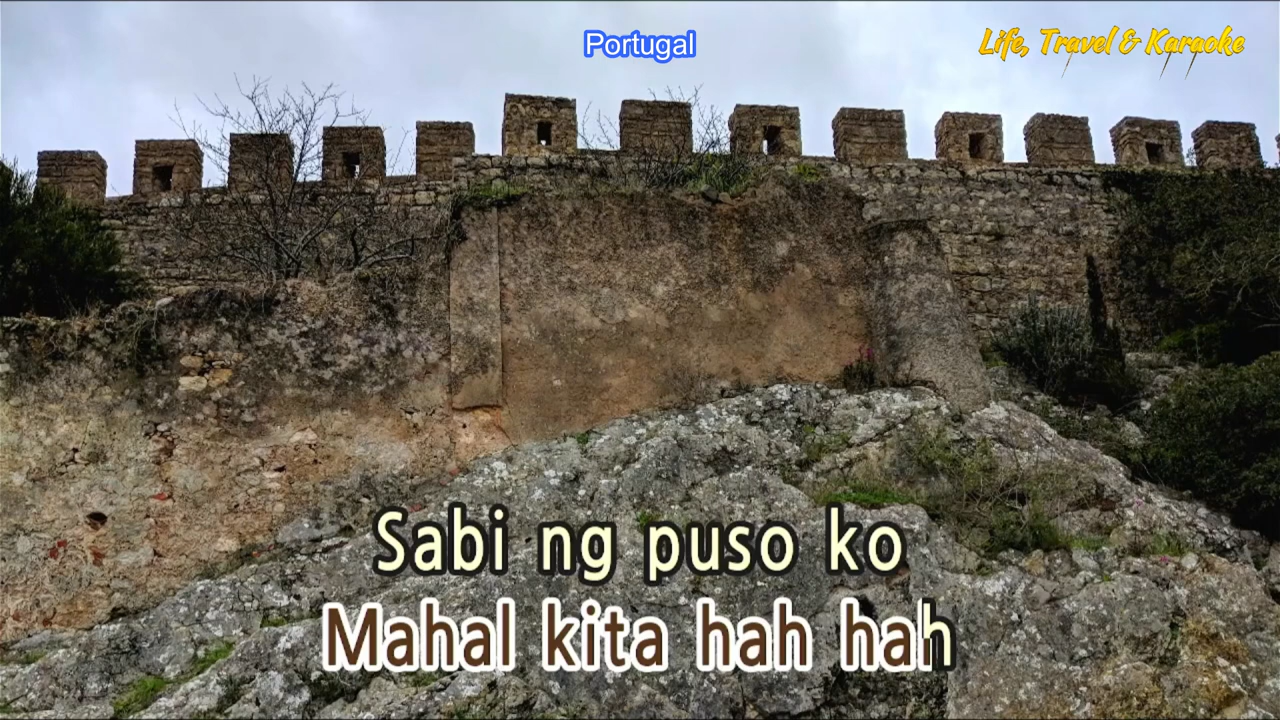 Portugal
Life, Travel & Karaoke
Sabi ng puso ko
Mahal kita hah hah